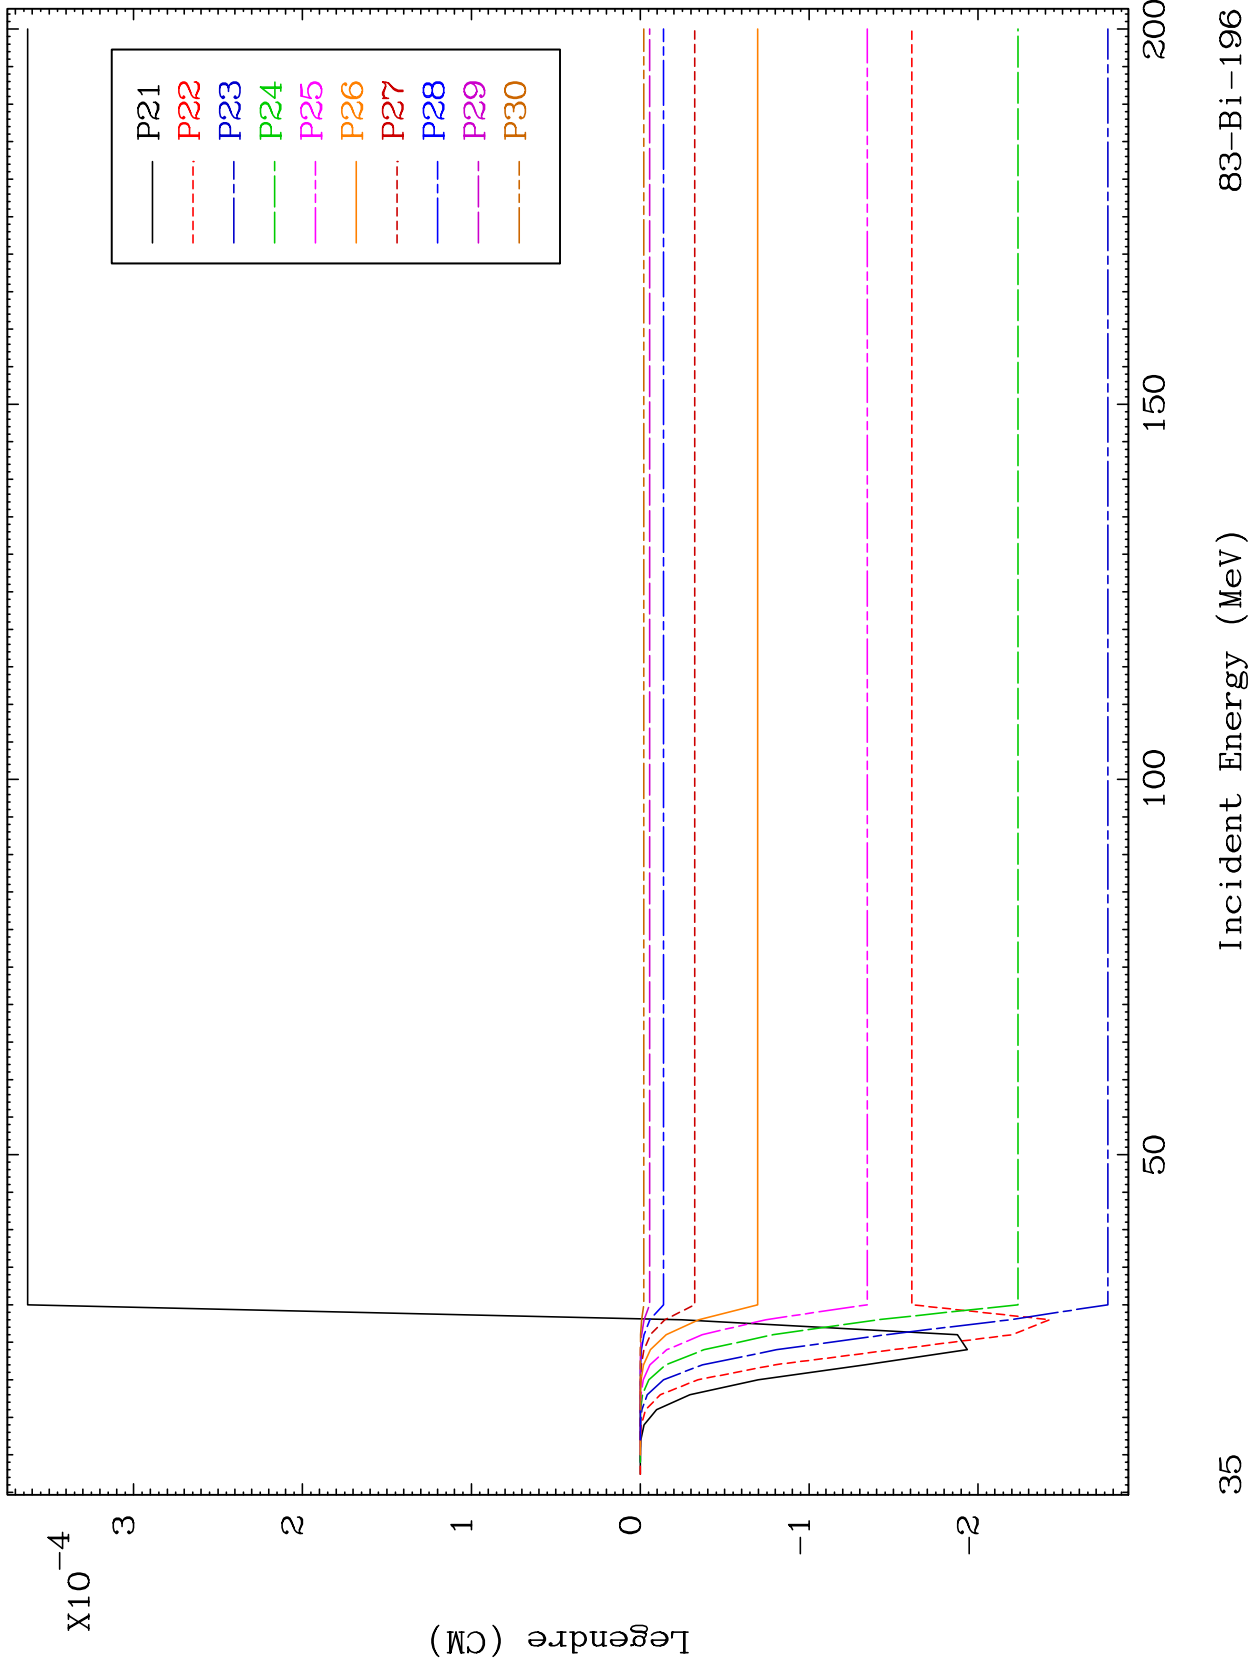 X10
-4
3
2
1
0
-1
-2
Legendre (CM)
P21
P22
P23
P24
P25
P26
P27
P28
P29
P30
50
100
150
200
Incident Energy (MeV)
35
83-Bi-196